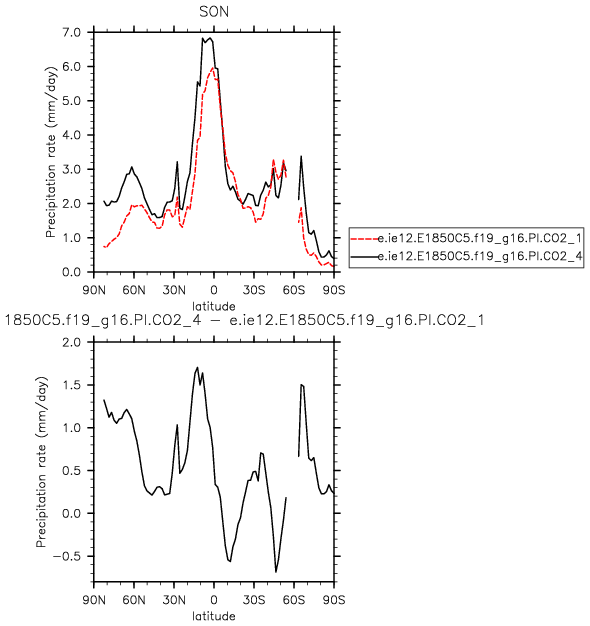 SON
Precipitation rate (mm/day)
7.0
6.0
5.0
4.0
3.0
2.0
1.0
0.0
90N 60N 30N 0 30S 60S 90S
latitude
e.ie12.E1850C5.f19_g16.PI.CO2_1
e.ie12.E1850C5.f19_g16.PI.CO2_4
1850C5.f19_g16.PI.CO2_4 − e.ie12.E1850C5.f19_g16.PI.CO2_1
Precipitation rate (mm/day)
2.0
1.5
1.0
0.5
0.0
−0.5
90N 60N 30N 0 30S 60S 90S
latitude